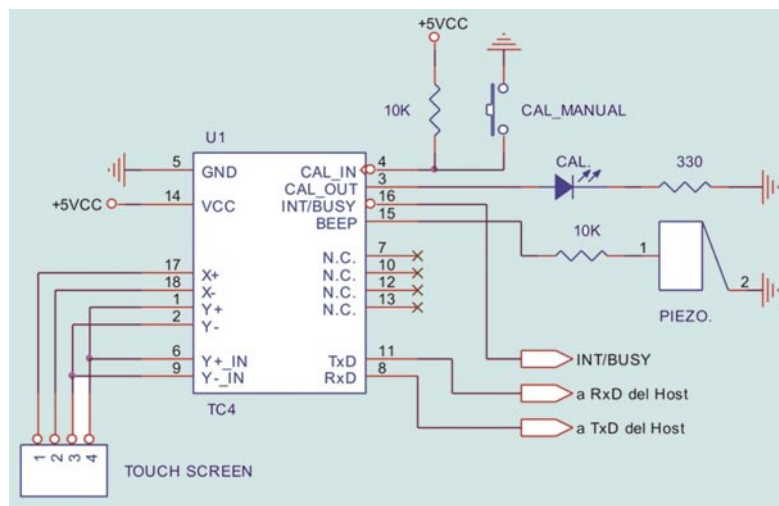 +5VCC
10K
CAL_MANUAL
U1
5 GND
CAL_IN 4
CAL_OUT 3
CAL.
330
+5VCC
14 VCC
INT/BUSY 16
BEEP 15
10K
1
2
PIEZO.
N.C. 7
N.C. 10
N.C. 12
N.C. 13
17 X+
18 X-
1 Y+
2 Y-
6 Y+_IN
9 Y-_IN
TxD 11
RxD 8
TC4
INT/BUSY
a RxD del Host
a TxD del Host
1 2 3 4
TOUCH SCREEN